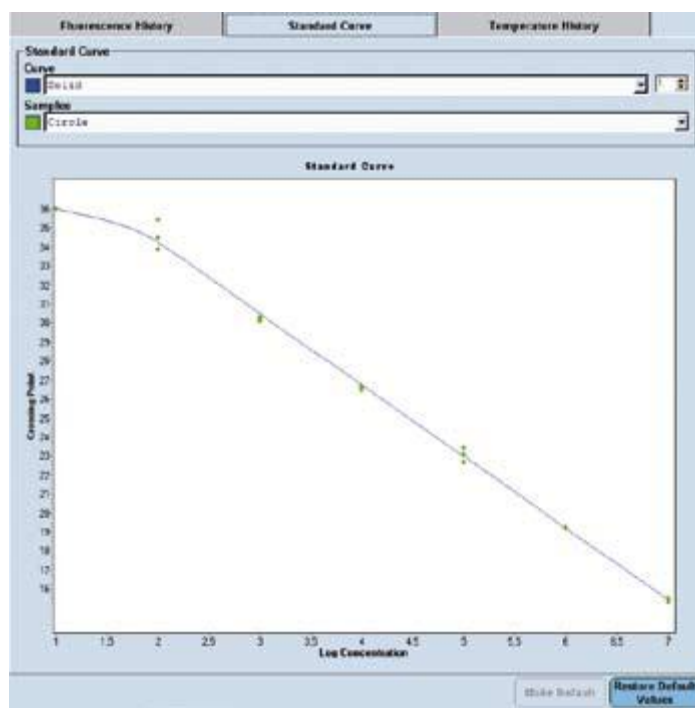 Fluorescence History Standard Curve Temperature History
Standard Curve
Curve
Solid 1
Samples
Circle
Standard Curve
36
35
34
33
32
31
30
29
28
27
26
25
24
23
22
21
20
19
18
17
16
Crossing Point
1 1.5 2 2.5 3 3.5 4 4.5 5 5.5 6 6.5 7
Log Concentration
Make Default Restore Default
Values